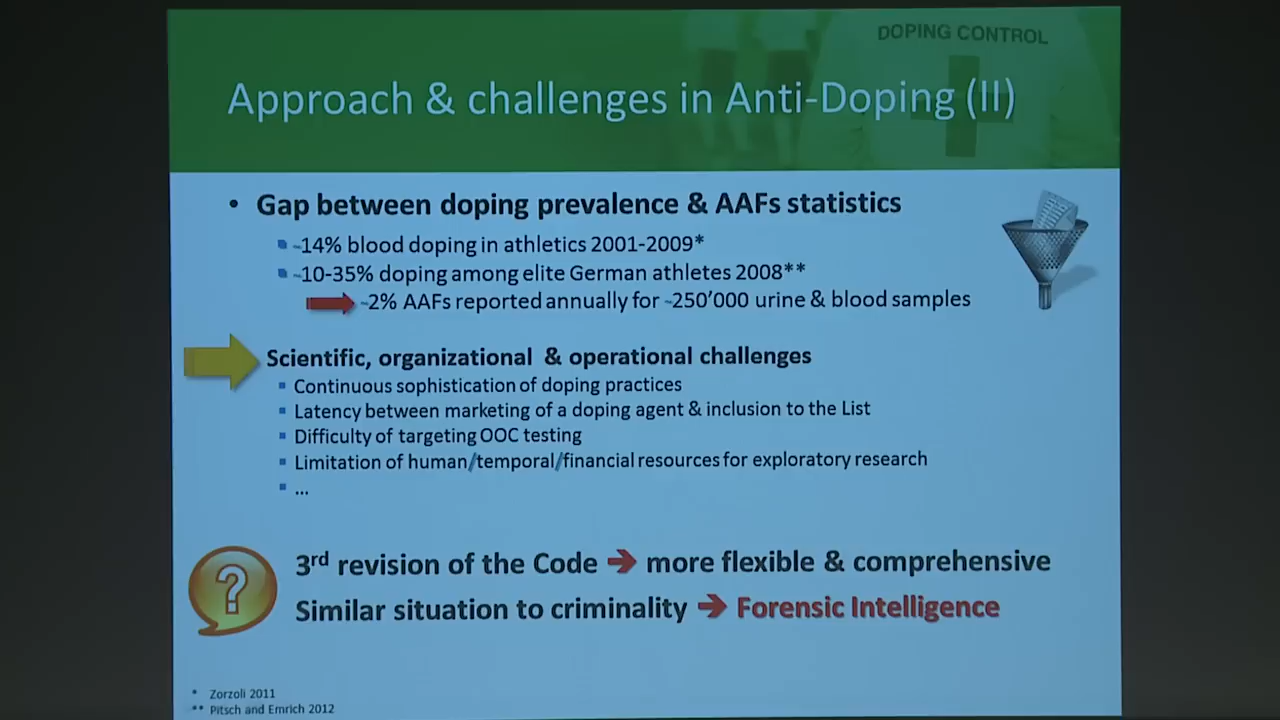 DOPING CONTROL
Approach & challenges in Anti-Doping (II)
• Gap between doping prevalence & AAFs statistics
~14% blood doping in athletics 2001-2009*
~10-35% doping among elite German athletes 2008**
~2% AAFs reported annually for ~250’000 urine & blood samples
Scientific, organizational & operational challenges
Continuous sophistication of doping practices
Latency between marketing of a doping agent & inclusion to the List
Difficulty of targeting OOC testing
Limitation of human/temporal/financial resources for exploratory research
...
3rd revision of the Code ➔ more flexible & comprehensive
Similar situation to criminality ➔ Forensic Intelligence
* Zorzoli 2011
** Pitsch and Emrich 2012